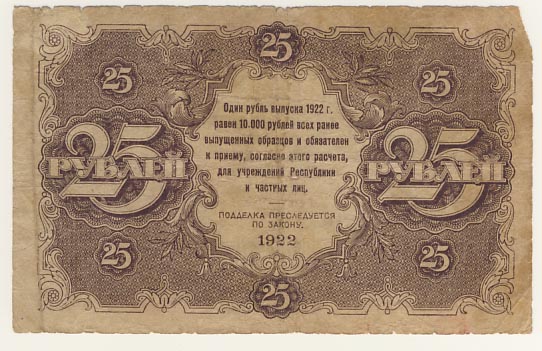 25
25
25
Один рубль выпуска 1922 г.
равен 10.000 рублей всех ранее
выпущенных образцов и обязателен
к приему, согласно этого расчета,
для учреждений Республики
и частных лиц.
25
РУБЛЕЙ
25
РУБЛЕЙ
ПОДДЕЛКА ПРЕСЛЕДУЕТСЯ
ПО ЗАКОНУ.
1922
25
25
25